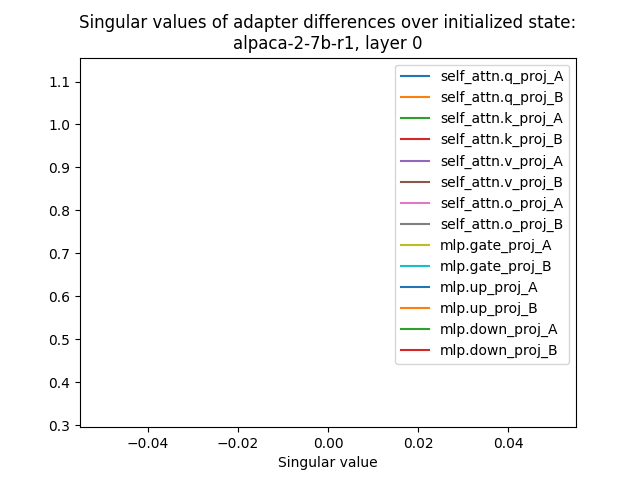 Singular values of adapter differences over initialized state:
alpaca-2-7b-r1, layer 0
1.1
1.0
0.9
0.8
0.7
0.6
0.5
0.4
0.3
self_attn.q_proj_A
self_attn.q_proj_B
self_attn.k_proj_A
self_attn.k_proj_B
self_attn.v_proj_A
self_attn.v_proj_B
self_attn.o_proj_A
self_attn.o_proj_B
mlp.gate_proj_A
mlp.gate_proj_B
mlp.up_proj_A
mlp.up_proj_B
mlp.down_proj_A
mlp.down_proj_B
−0.04 −0.02 0.00 0.02 0.04
Singular value